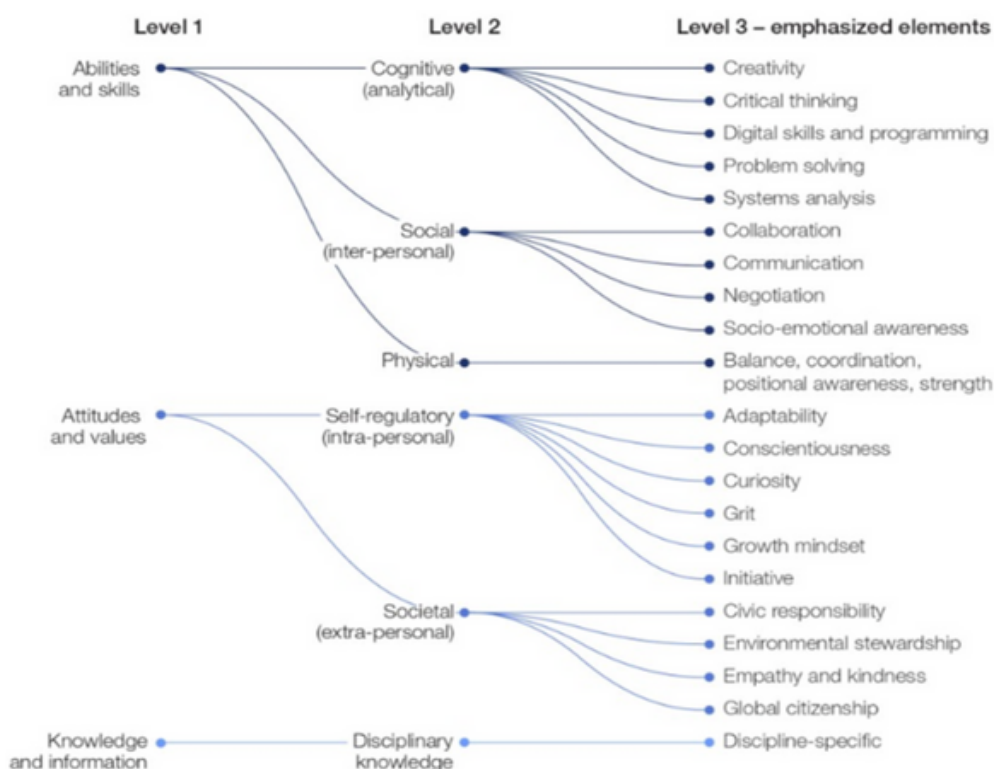 Level 1 Level 2 Level 3 – emphasized elements
Abilities
and skills
Cognitive
(analytical)
Creativity
Critical thinking
Digital skills and programming
Problem solving
Systems analysis
Social
(inter-personal)
Collaboration
Communication
Negotiation
Socio-emotional awareness
Physical
Balance, coordination,
positional awareness, strength
Attitudes
and values
Self-regulatory
(intra-personal)
Adaptability
Conscientiousness
Curiosity
Grit
Growth mindset
Initiative
Societal
(extra-personal)
Civic responsibility
Environmental stewardship
Empathy and kindness
Global citizenship
Knowledge
and information
Disciplinary
knowledge
Discipline-specific